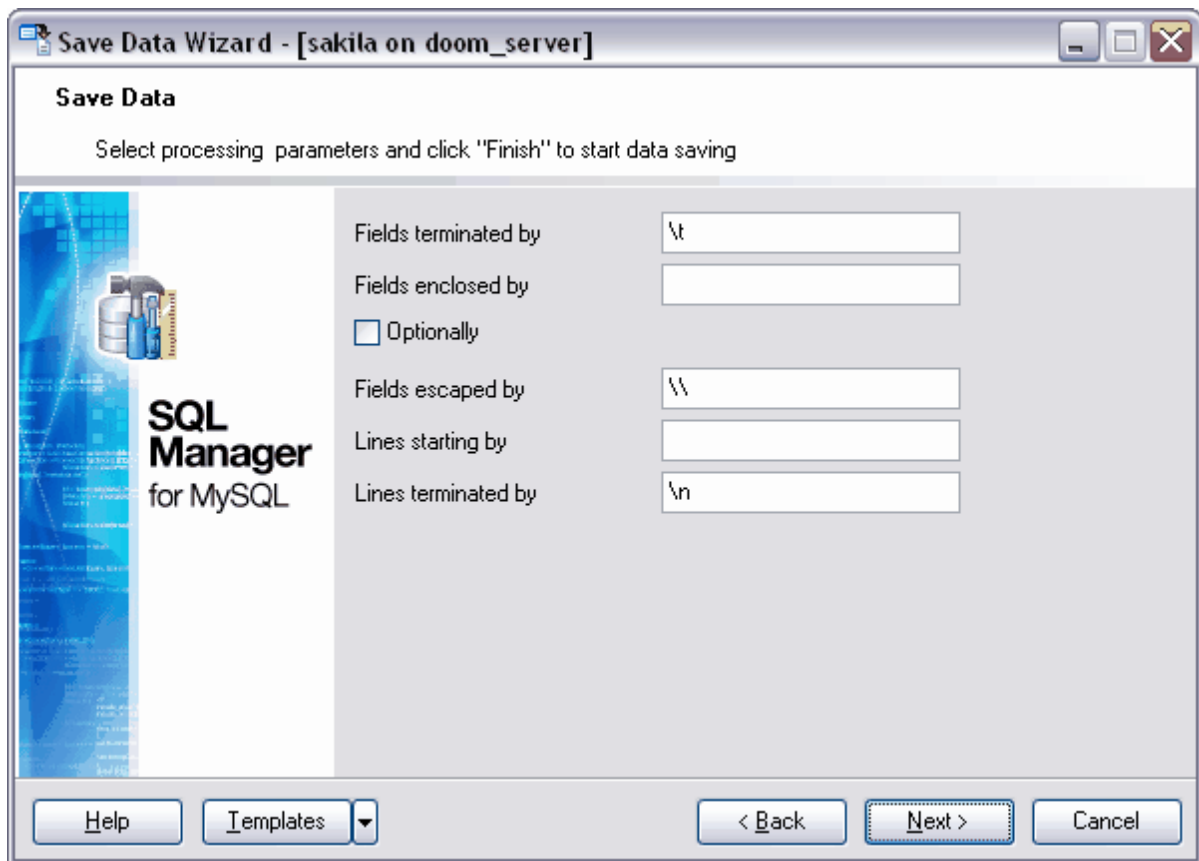 Save Data Wizard - [sakila on doom_server]
Save Data
Select processing parameters and click "Finish" to start data saving
Fields terminated by \t
Fields enclosed by
Optionally
Fields escaped by \\
Lines starting by
Lines terminated by \n
SQL
Manager
for MySQL
Help Templates < Back Next > Cancel